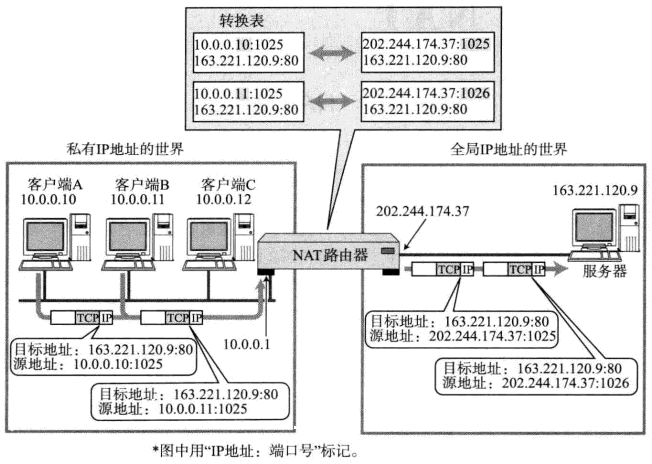 转换表
10.0.0.10:1025
163.221.120.9:80
202.244.174.37:1025
163.221.120.9:80
10.0.0.11:1025
163.221.120.9:80
202.244.174.37:1026
163.221.120.9:80
私有IP地址的世界
全局IP地址的世界
客户端A
10.0.0.10
客户端B
10.0.0.11
客户端C
10.0.0.12
163.221.120.9
202.244.174.37
NAT路由器
服务器
TCP IP
TCP IP
TCP IP
TCP IP
10.0.0.1
目标地址：163.221.120.9:80
源地址：10.0.0.10:1025
目标地址：163.221.120.9:80
源地址：10.0.0.11:1025
目标地址：163.221.120.9:80
源地址：202.244.174.37:1025
目标地址：163.221.120.9:80
源地址：202.244.174.37:1026
*图中用“IP地址：端口号”标记。